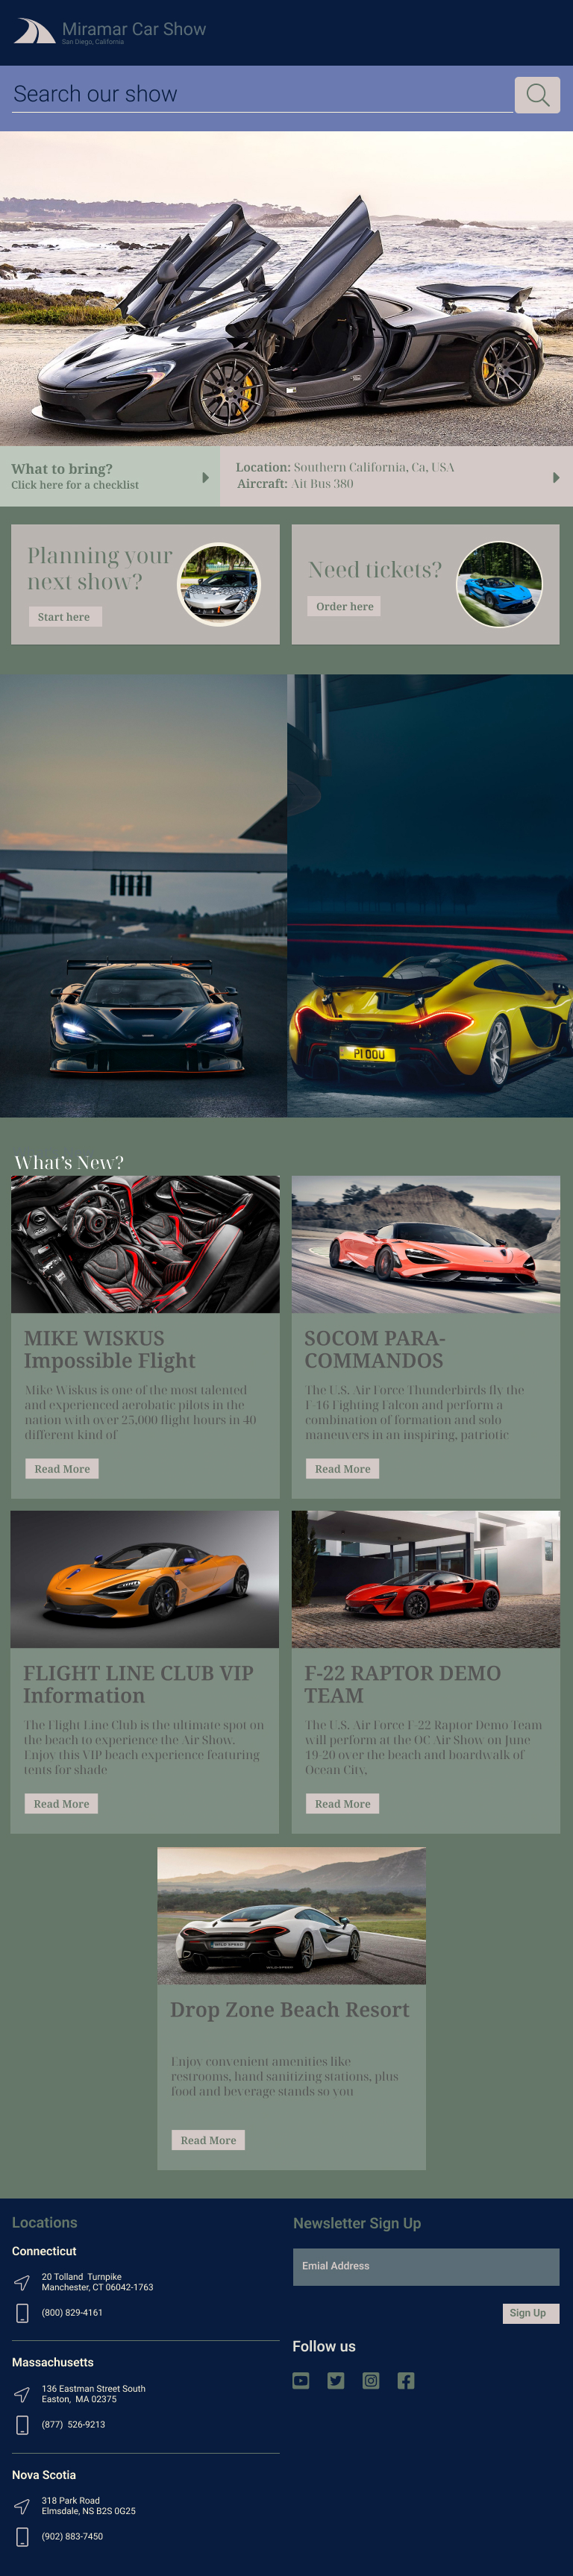 Miramar Car Show
San Diego, California
Search our show
What to bring?
Click here for a checklist
Location: Southern California, Ca, USA
Aircraft: Ait Bus 380
Planning your
next show?
Start here
Need tickets?
Order here
P1 OOU
What's New?
MIKE WISKUS
Impossible Flight
Mike Wiskus is one of the most talented
and experienced aerobatic pilots in the
nation with over 25,000 flight hours in 40
different kind of
Read More
SOCOM PARA-
COMMANDOS
The U.S. Air Force Thunderbirds fly the
F-16 Fighting Falcon and perform a
combination of formation and solo
maneuvers in an inspiring, patriotic
Read More
FLIGHT LINE CLUB VIP
Information
The Flight Line Club is the ultimate spot on
the beach to experience the Air Show.
Enjoy this VIP beach experience featuring
tents for shade
Read More
F-22 RAPTOR DEMO
TEAM
The U.S. Air Force F-22 Raptor Demo Team
will perform at the OC Air Show on June
19-20 over the beach and boardwalk of
Ocean City,
Read More
WILD SPEED
WILD-SPEED
Drop Zone Beach Resort
Enjoy convenient amenities like
restrooms, hand sanitizing stations, plus
food and beverage stands so you
Read More
Locations
Connecticut
20 Tolland Turnpike
Manchester, CT 06042-1763
(800) 829-4161
Massachusetts
136 Eastman Street South
Easton, MA 02375
(877) 526-9213
Nova Scotia
318 Park Road
Elmsdale, NS B2S 0G25
(902) 883-7450
Newsletter Sign Up
Emial Address
Sign Up
Follow us